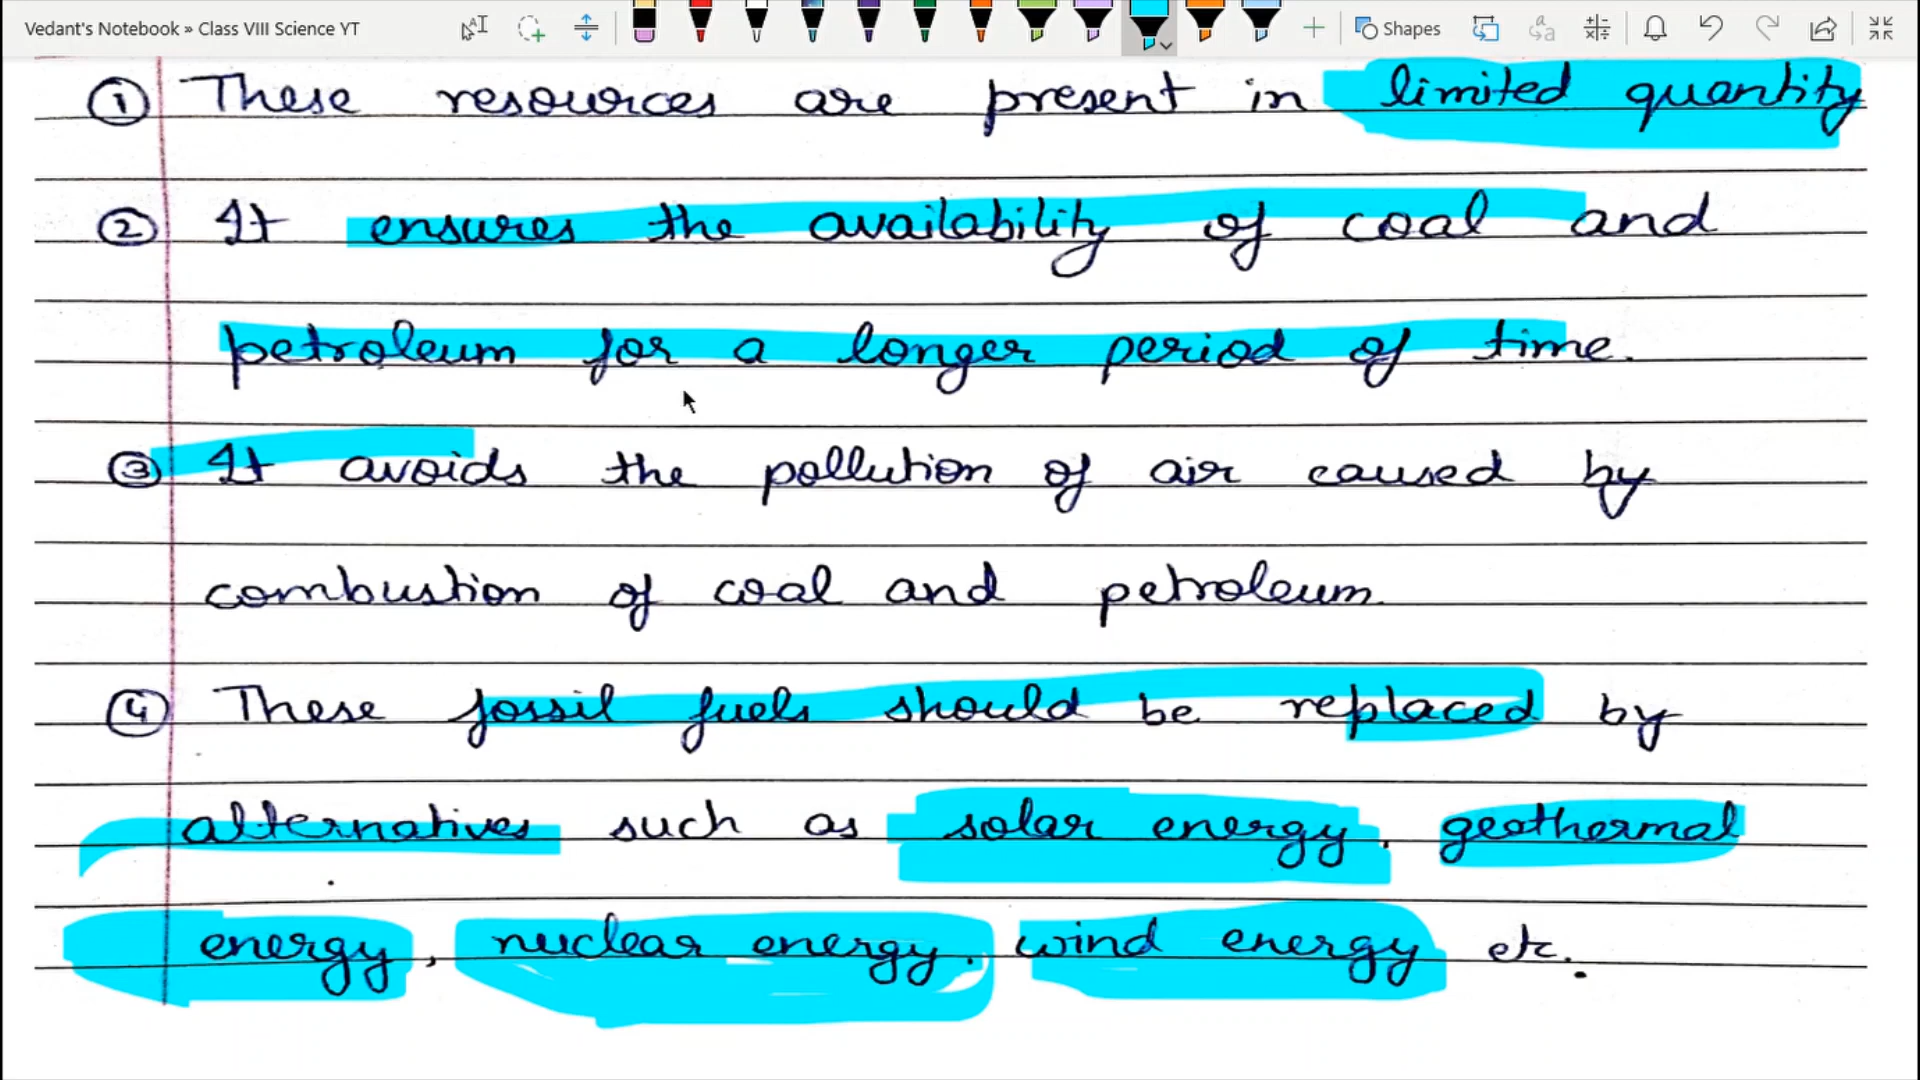 Vedant's Notebook » Class VIII Science YT
Shapes
① These resources are present in limited quantity
② It ensures the availability of coal and
petroleum for a longer period of time.
③ It avoids the pollution of air caused by
combustion of coal and petroleum.
④ These fossil fuels should be replaced by
alternatives such as solar energy, geothermal
energy, nuclear energy, wind energy etc.